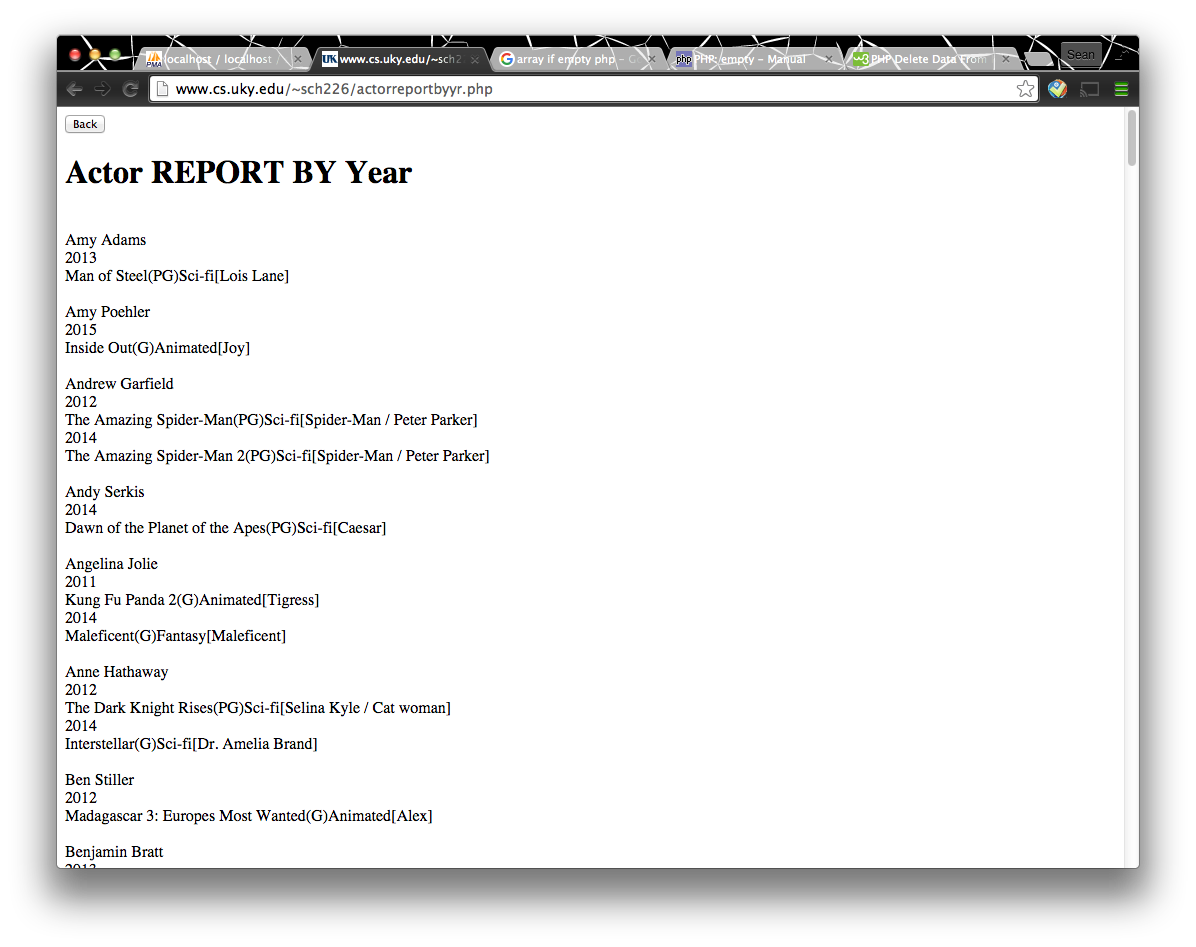 localhost / localhost /
www.cs.uky.edu/~sch2
array if empty php - G
PHP: empty - Manual
PHP Delete Data From
Sean
www.cs.uky.edu/~sch226/actorreportbyyr.php
Back
Actor REPORT BY Year
Amy Adams
2013
Man of Steel(PG)Sci-fi[Lois Lane]
Amy Poehler
2015
Inside Out(G)Animated[Joy]
Andrew Garfield
2012
The Amazing Spider-Man(PG)Sci-fi[Spider-Man / Peter Parker]
2014
The Amazing Spider-Man 2(PG)Sci-fi[Spider-Man / Peter Parker]
Andy Serkis
2014
Dawn of the Planet of the Apes(PG)Sci-fi[Caesar]
Angelina Jolie
2011
Kung Fu Panda 2(G)Animated[Tigress]
2014
Maleficent(G)Fantasy[Maleficent]
Anne Hathaway
2012
The Dark Knight Rises(PG)Sci-fi[Selina Kyle / Cat woman]
2014
Interstellar(G)Sci-fi[Dr. Amelia Brand]
Ben Stiller
2012
Madagascar 3: Europes Most Wanted(G)Animated[Alex]
Benjamin Bratt